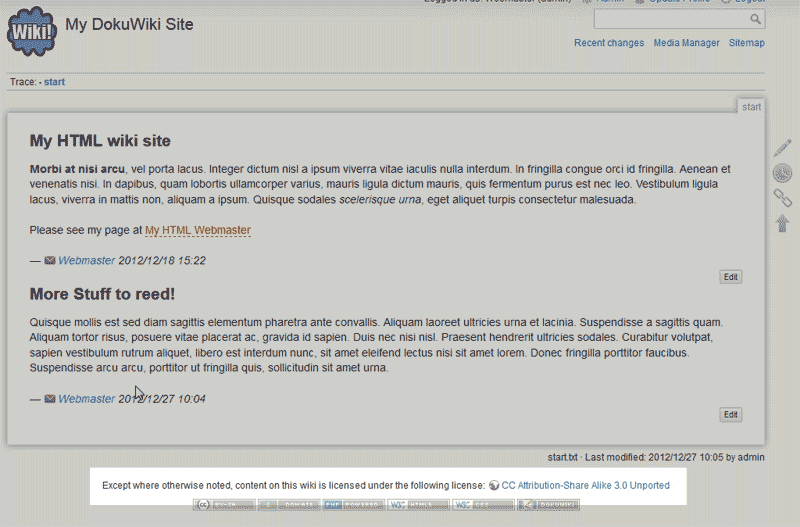 Logged in as: Webmaster (admin) Admin Update Profile Logout
Wiki! My DokuWiki Site
Recent changes Media Manager Sitemap
Trace: • start
start
My HTML wiki site
Morbi at nisi arcu, vel porta lacus. Integer dictum nisl a ipsum viverra vitae iaculis nulla interdum. In fringilla congue orci id fringilla. Aenean et
venenatis nisi. In dapibus, quam lobortis ullamcorper varius, mauris ligula dictum mauris, quis fermentum purus est nec leo. Vestibulum ligula
lacus, viverra in mattis non, aliquam a ipsum. Quisque sodales scelerisque urna, eget aliquet turpis consectetur malesuada.
Please see my page at My HTML Webmaster
— Webmaster 2012/12/18 15:22
Edit
More Stuff to reed!
Quisque mollis est sed diam sagittis elementum pharetra ante convallis. Aliquam laoreet ultricies urna et lacinia. Suspendisse a sagittis quam.
Aliquam tortor risus, posuere vitae placerat ac, gravida id sapien. Duis nec nisi nisl. Praesent hendrerit ultricies sodales. Curabitur volutpat,
sapien vestibulum rutrum aliquet, libero est interdum nunc, sit amet eleifend lectus nisi sit amet lorem. Donec fringilla porttitor faucibus.
Suspendisse arcu arcu, porttitor ut fringilla quis, sollicitudin sit amet urna.
— Webmaster 2012/12/27 10:04
Edit
start.txt · Last modified: 2012/12/27 10:05 by admin
Except where otherwise noted, content on this wiki is licensed under the following license: CC Attribution-Share Alike 3.0 Unported